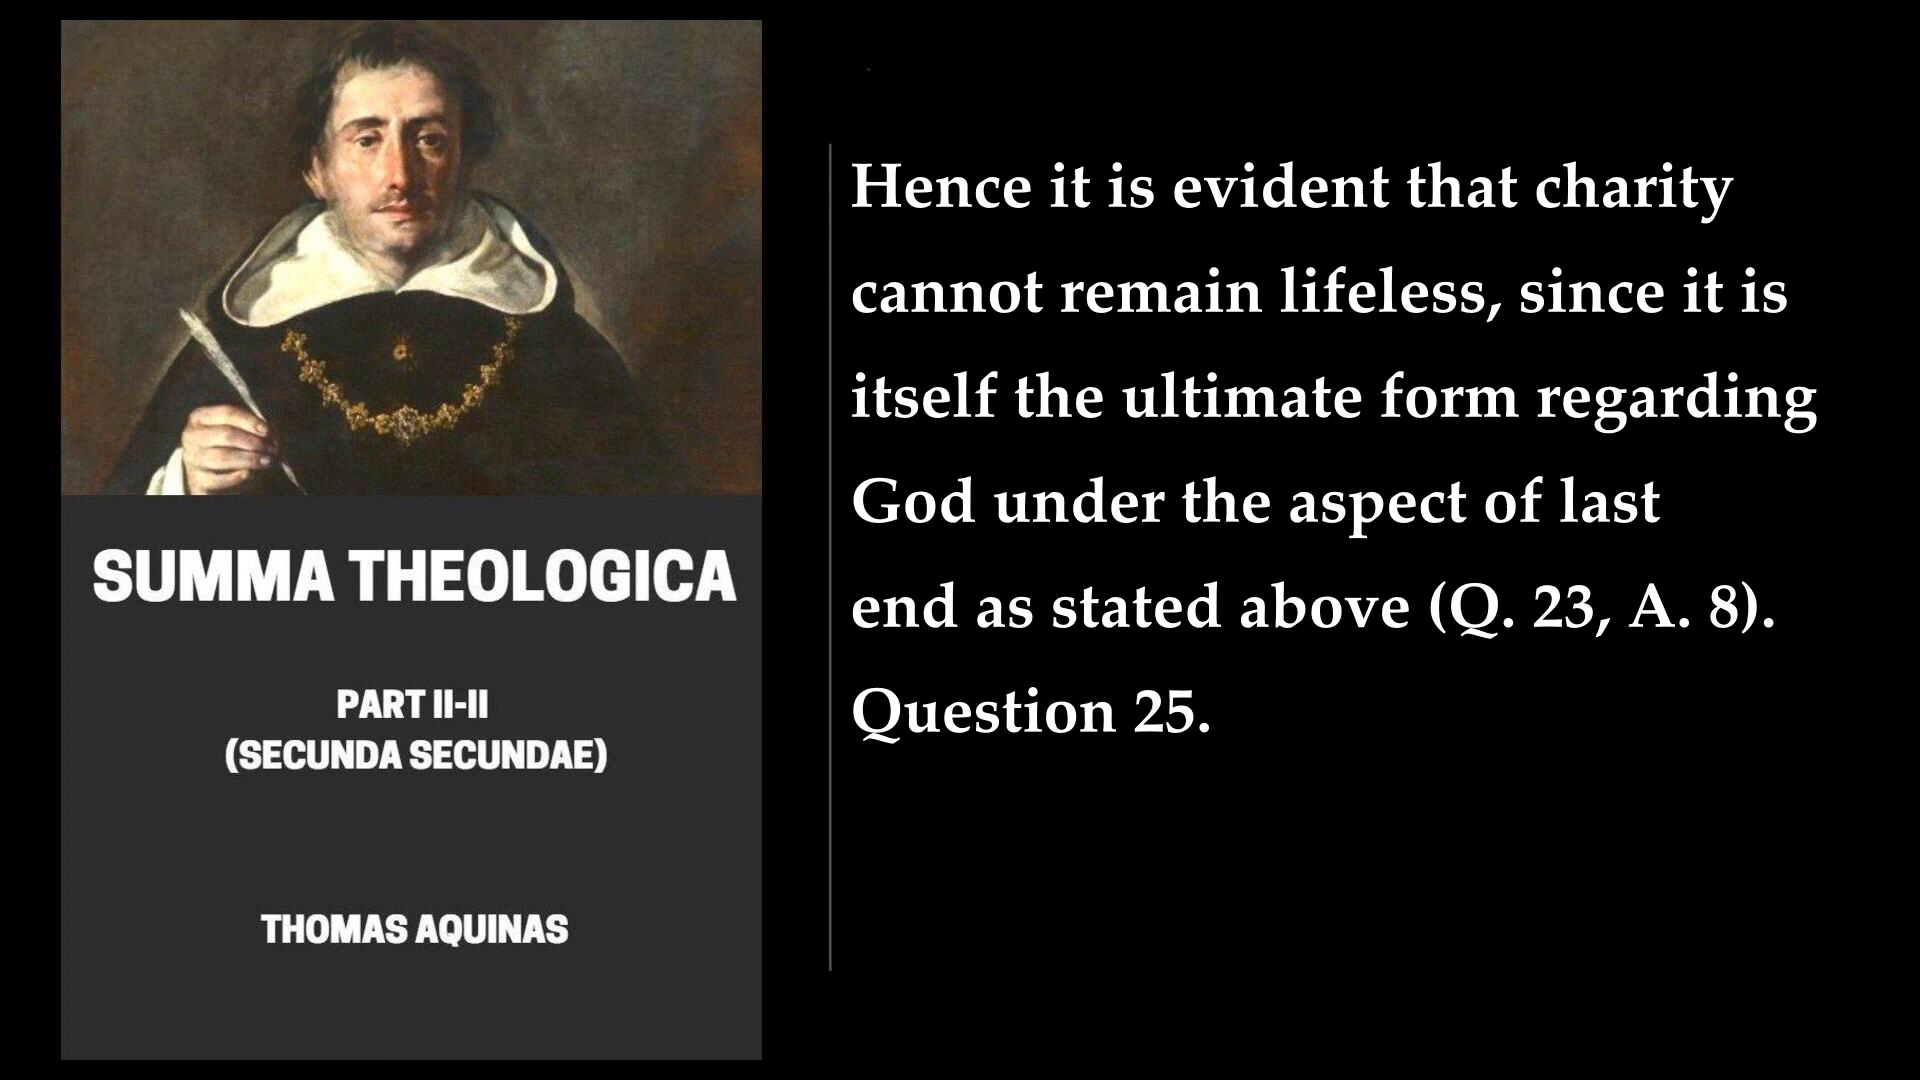 SUMMA THEOLOGICA
PART II-II
(SECUNDA SECUNDAE)
THOMAS AQUINAS
Hence it is evident that charity
cannot remain lifeless, since it is
itself the ultimate form regarding
God under the aspect of last
end as stated above (Q. 23, A. 8).
Question 25.